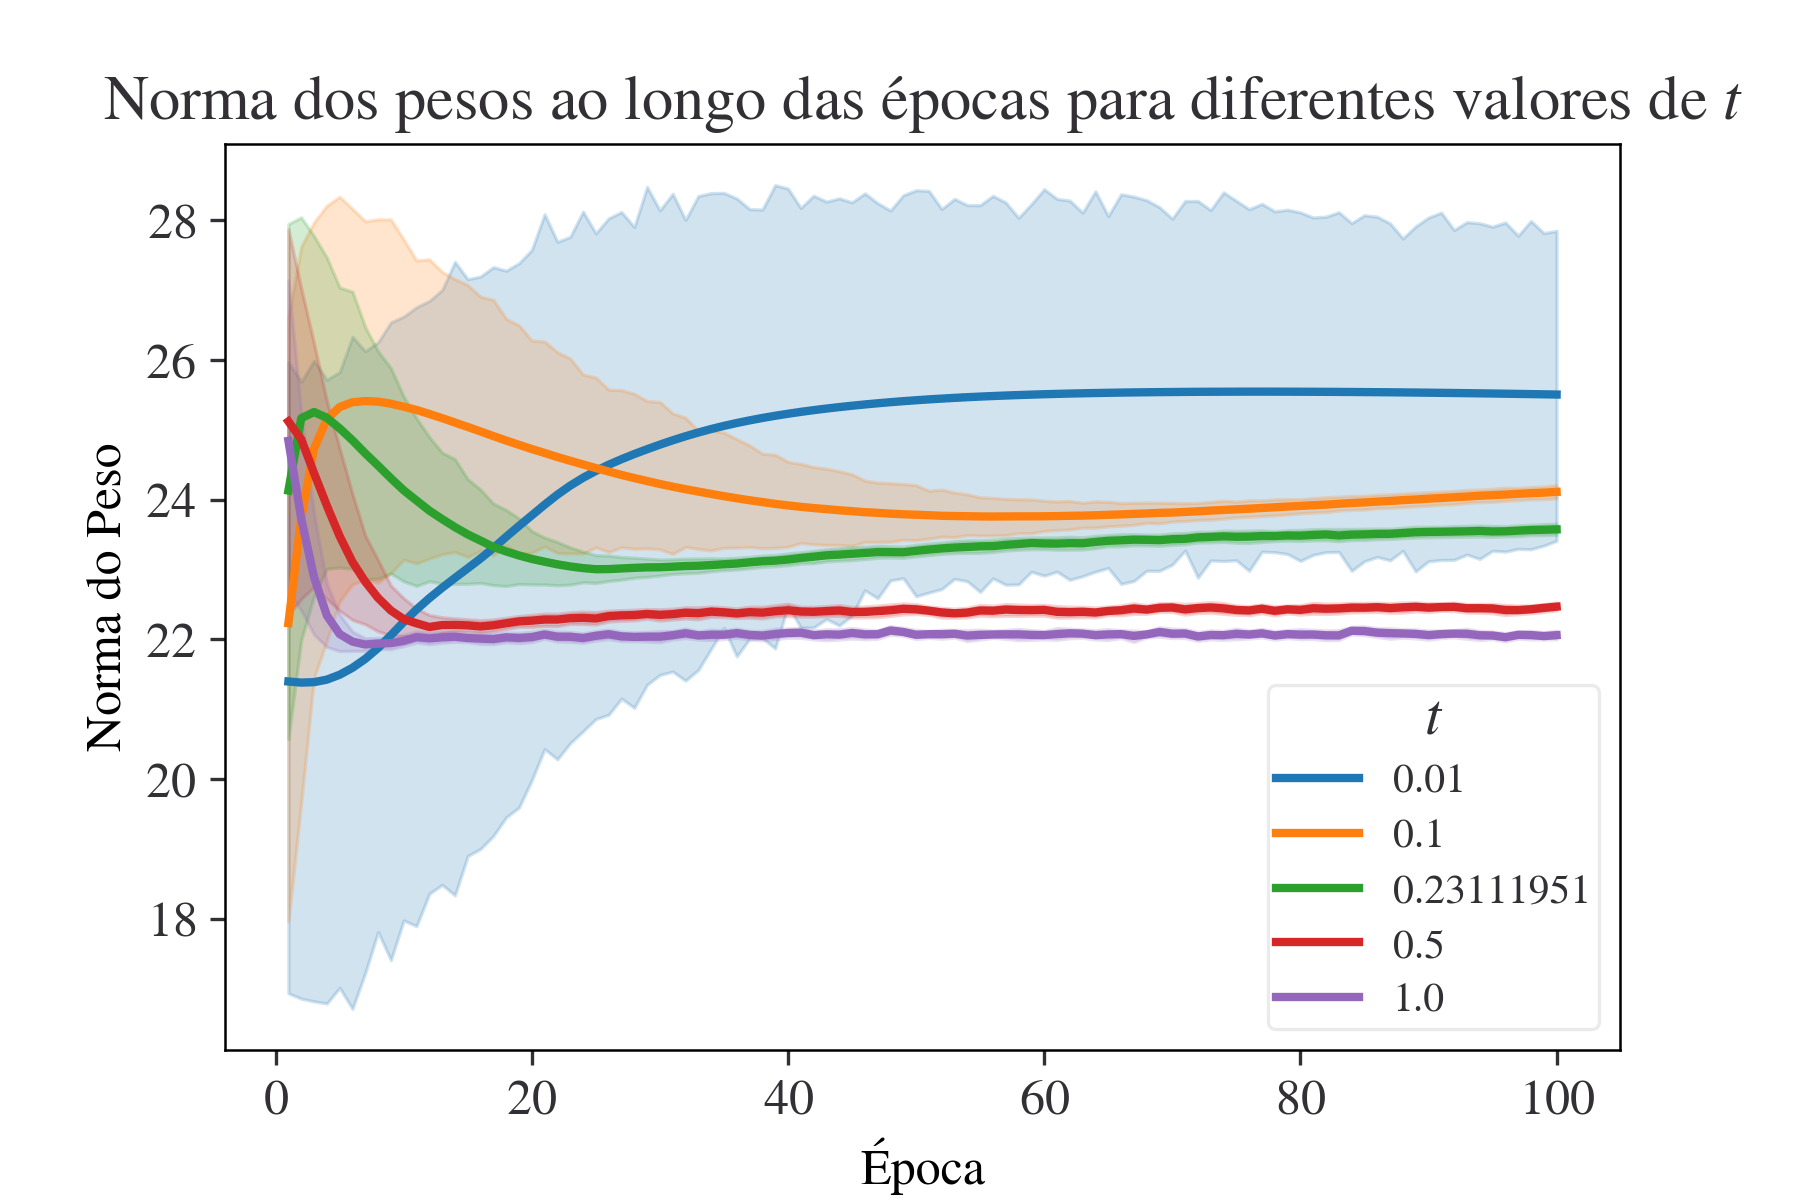 Norma dos pesos ao longo das épocas para diferentes valores de t
Norma do Peso
28
26
24
22
20
18
0 20 40 60 80 100
Época
t
0.01
0.1
0.23111951
0.5
1.0